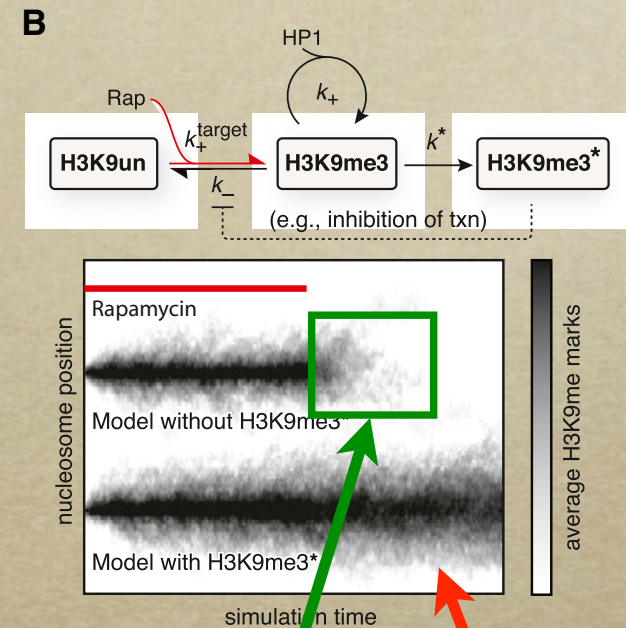 B
HP1
k+
Rap
k+target
k*
H3K9un
H3K9me3
H3K9me3*
k−
(e.g., inhibition of txn)
Rapamycin
Model without H3K9me3*
Model with H3K9me3*
nucleosome position
simulation time
average H3K9me marks